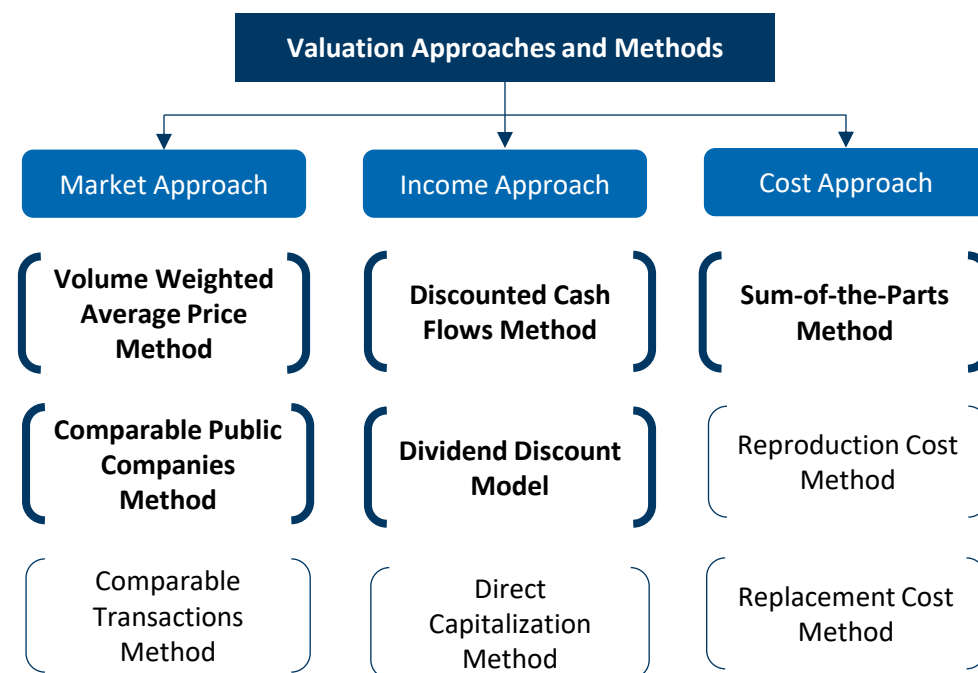 Valuation Approaches and Methods
Market Approach
Income Approach
Cost Approach
Volume Weighted
Average Price
Method
Discounted Cash
Flows Method
Sum-of-the-Parts
Method
Comparable Public
Companies
Method
Dividend Discount
Model
Reproduction Cost
Method
Comparable
Transactions
Method
Direct
Capitalization
Method
Replacement Cost
Method